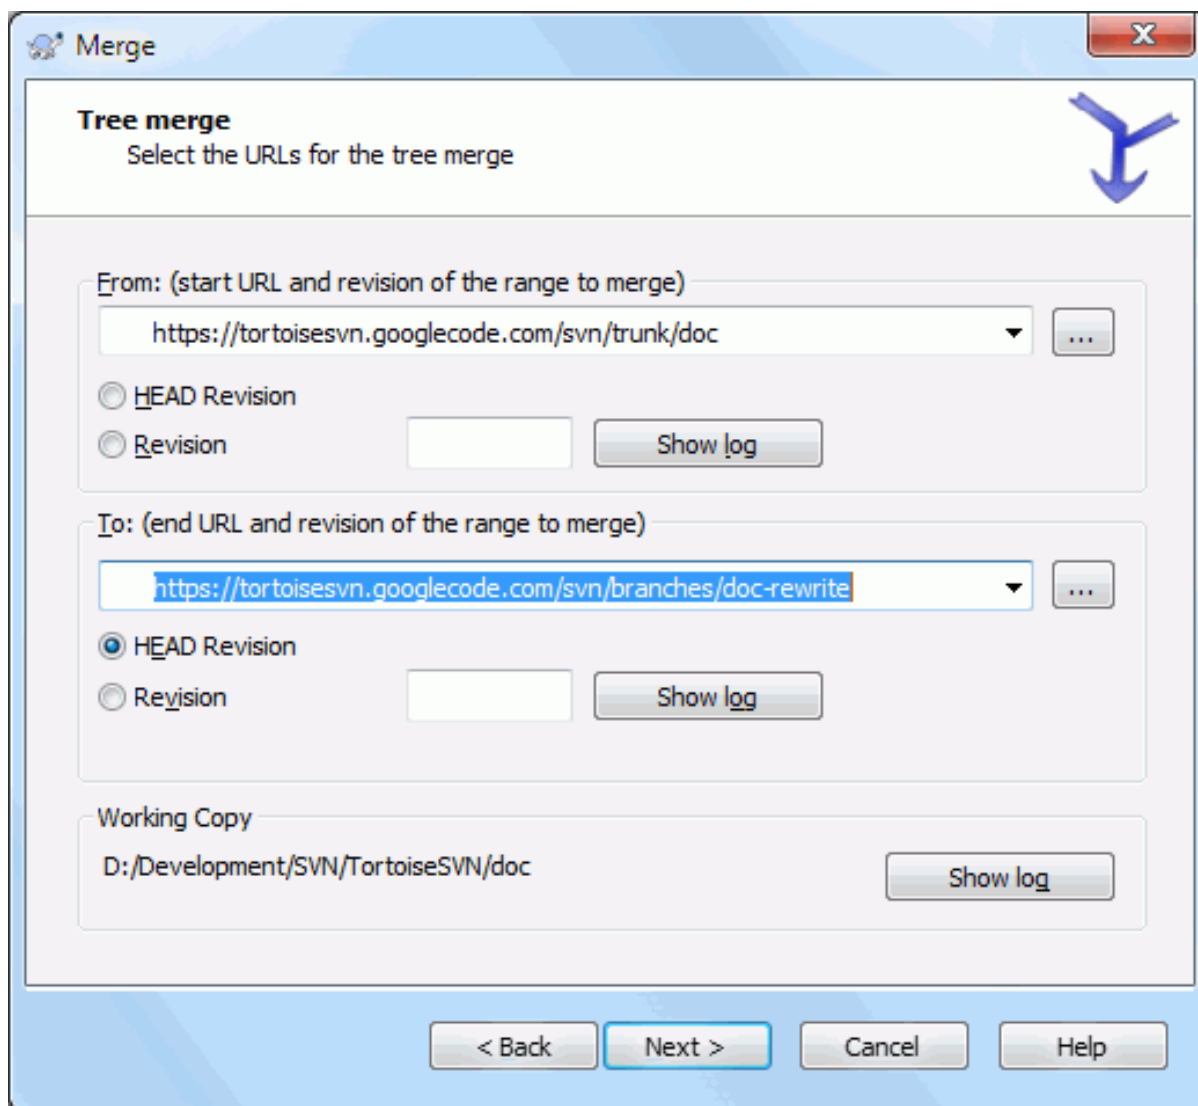 Merge
Tree merge
Select the URLs for the tree merge
From: (start URL and revision of the range to merge)
https://tortoisesvn.googlecode.com/svn/trunk/doc
...
HEAD Revision
Revision
Show log
To: (end URL and revision of the range to merge)
https://tortoisesvn.googlecode.com/svn/branches/doc-rewrite
...
HEAD Revision
Revision
Show log
Working Copy
D:/Development/SVN/TortoiseSVN/doc
Show log
< Back
Next >
Cancel
Help